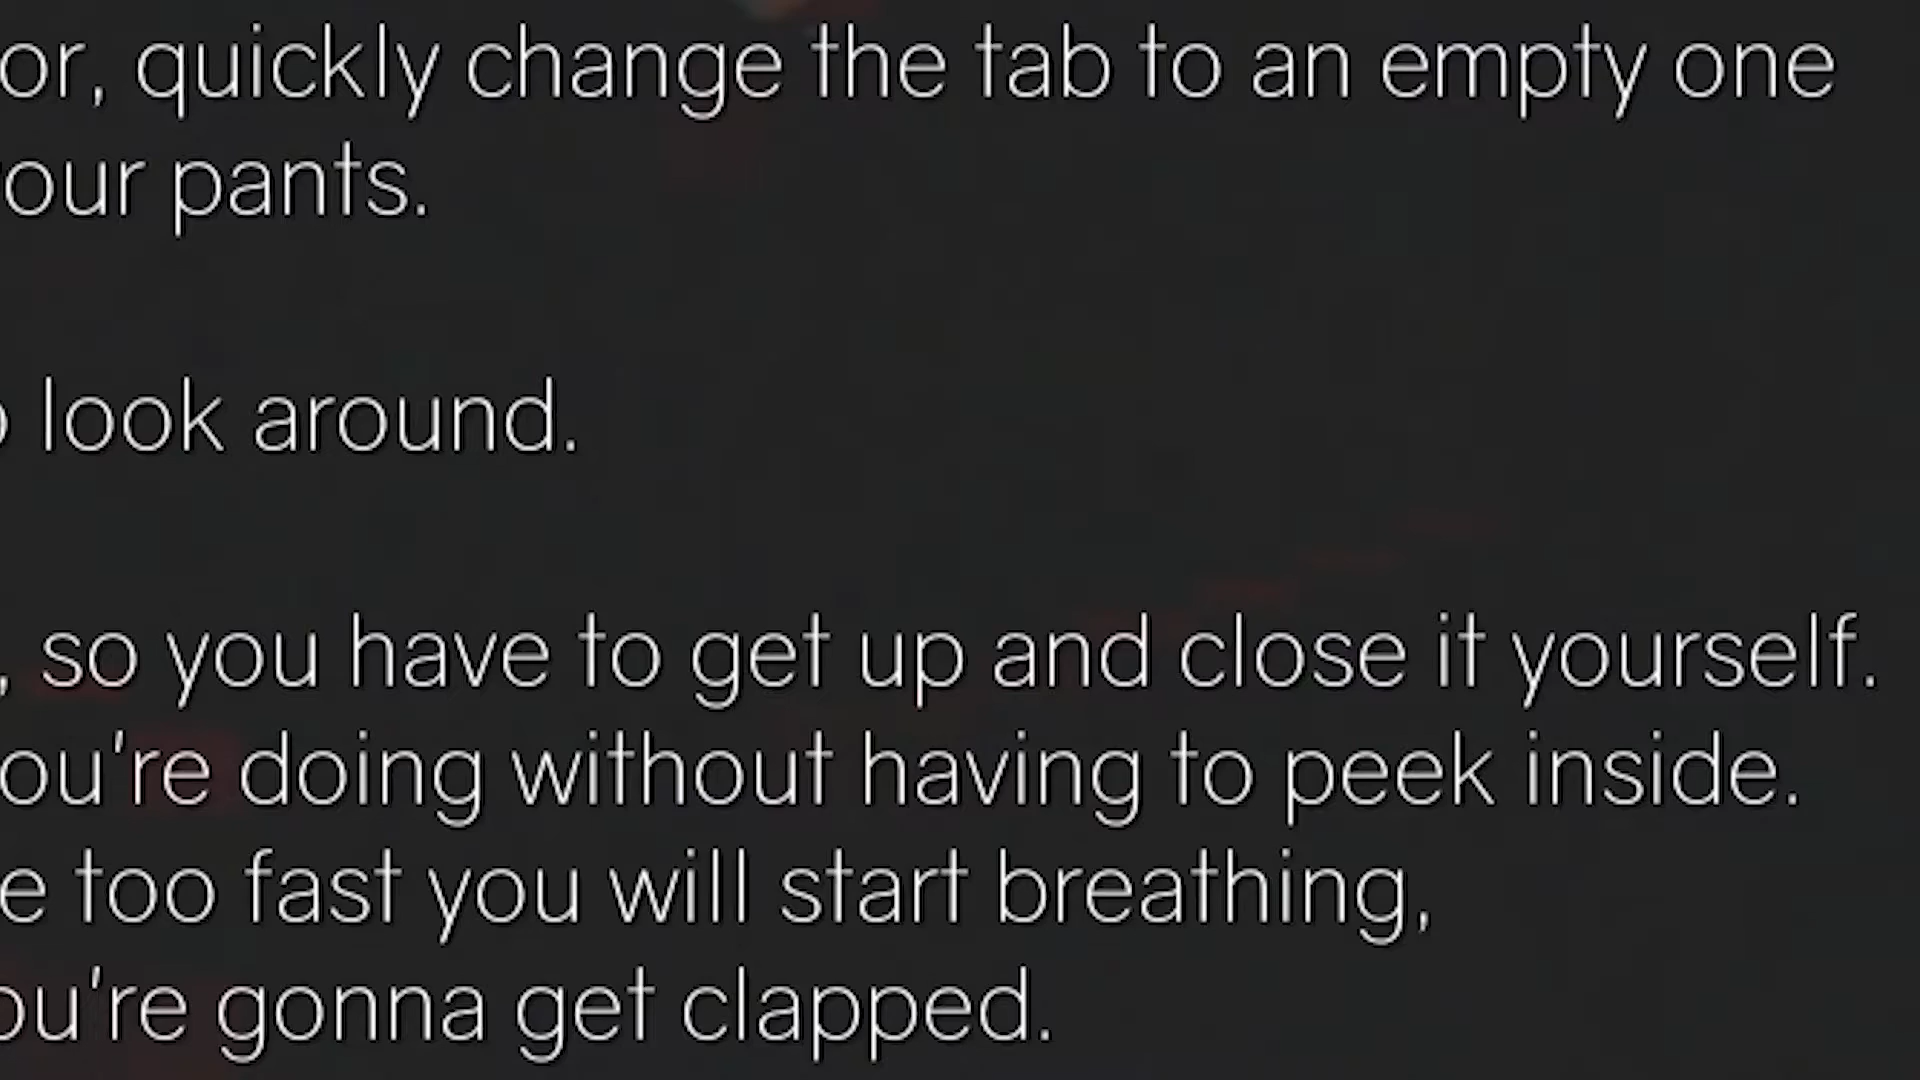 or, quickly change the tab to an empty one
our pants.
look around.
, so you have to get up and close it yourself.
ou're doing without having to peek inside.
e too fast you will start breathing,
ou're gonna get clapped.